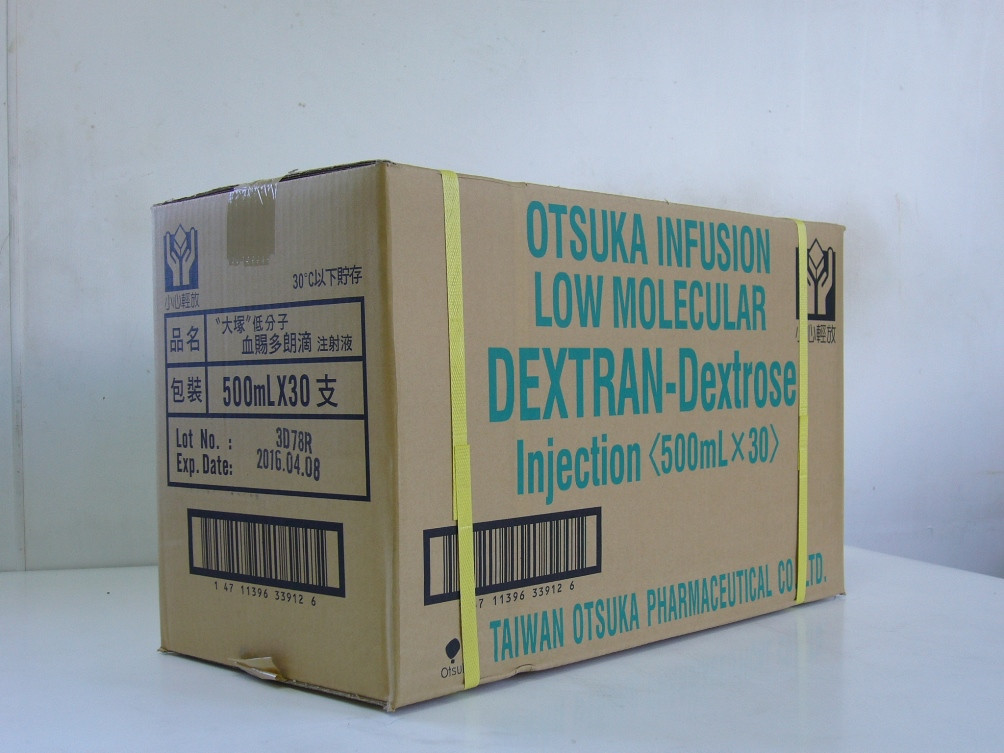 小心輕放
30°C以下貯存
品名
"大塚"低分子
血賜多朗滴 注射液
包裝
500mLX30支
Lot No. : 3D78R
Exp. Date: 2016.04.08
1 47 11396 33912 6
OTSUKA INFUSION
LOW MOLECULAR
DEXTRAN-Dextrose
Injection〈500mL×30〉
小心輕放
7 11396 33912 6
TAIWAN OTSUKA PHARMACEUTICAL CO LTD.
Otsu